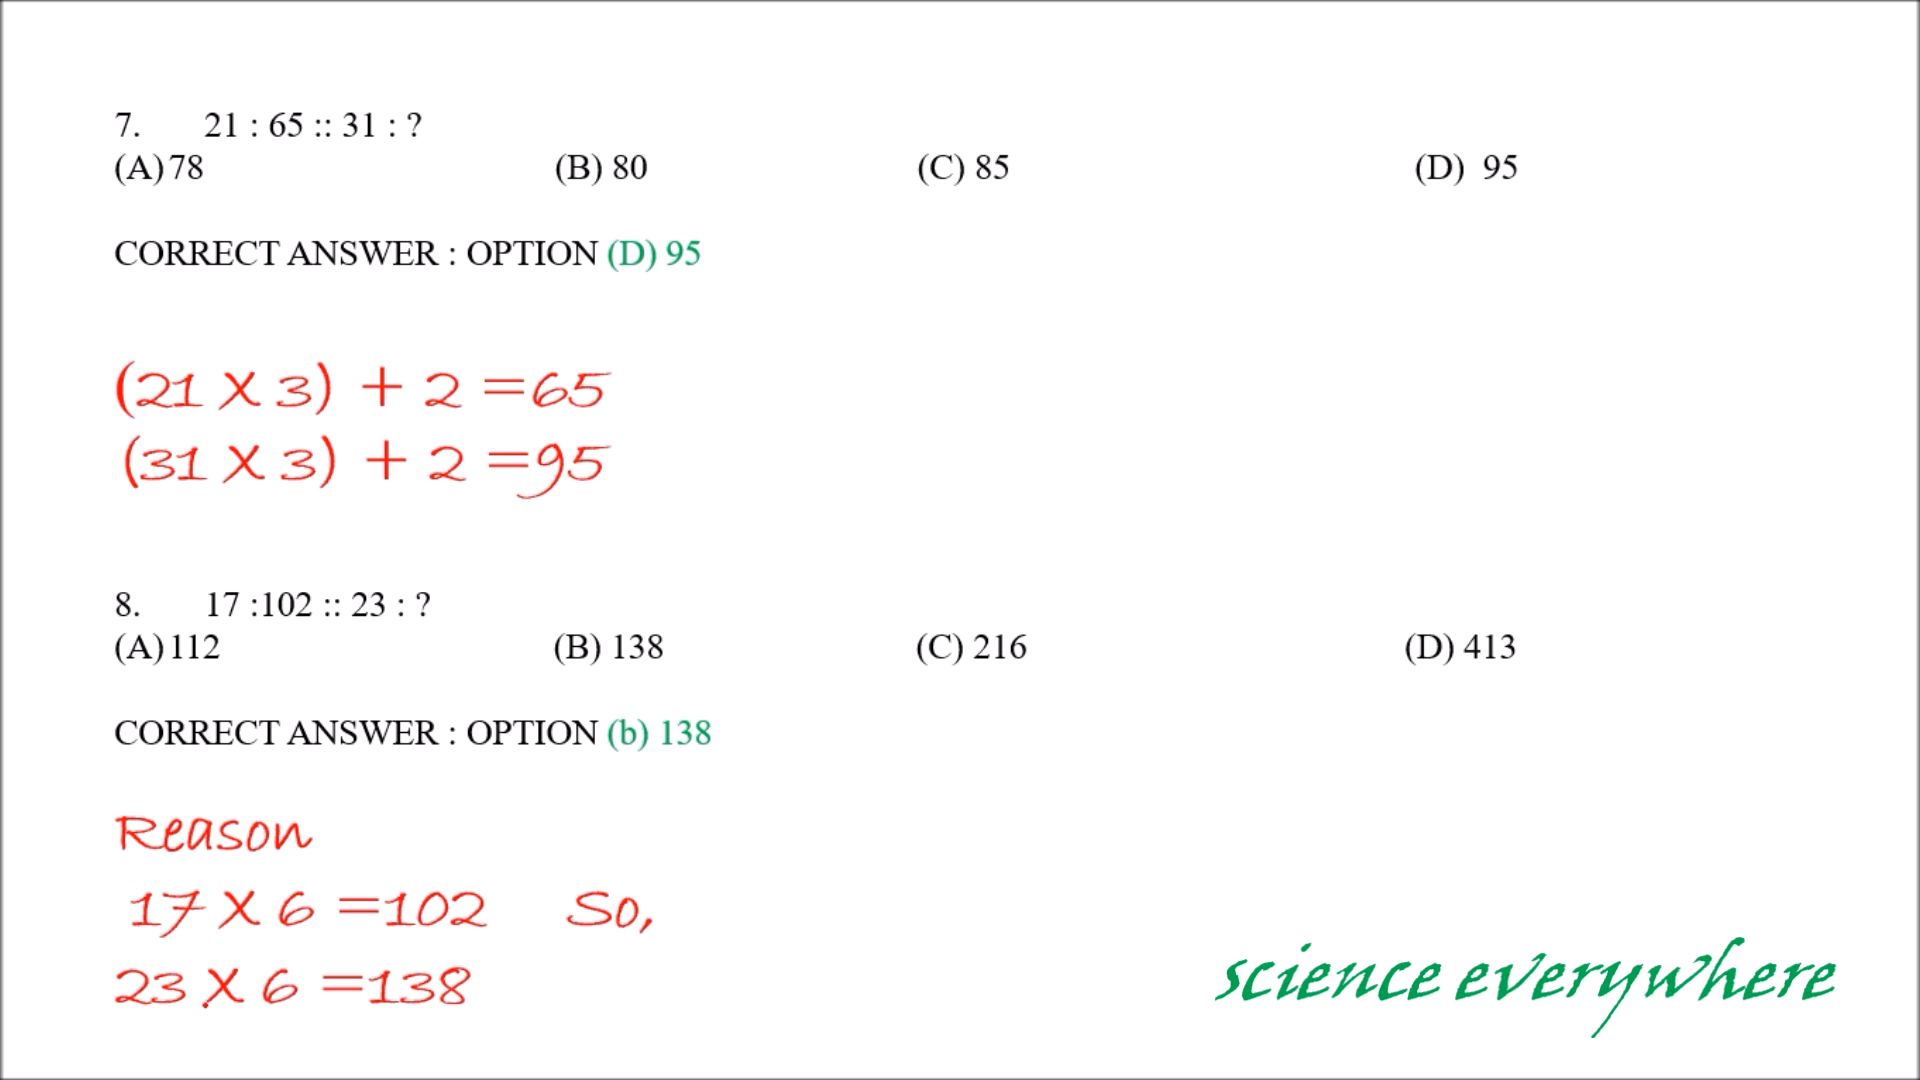 7. 21 : 65 :: 31 : ?
(A) 78 (B) 80 (C) 85 (D) 95
CORRECT ANSWER : OPTION (D) 95
(21 X 3) + 2 =65
(31 X 3) + 2 =95
8. 17 :102 :: 23 : ?
(A) 112 (B) 138 (C) 216 (D) 413
CORRECT ANSWER : OPTION (b) 138
Reason
17 X 6 =102 So,
23 X 6 =138
science everywhere